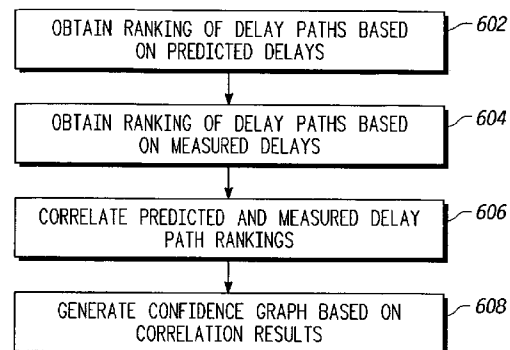 OBTAIN RANKING OF DELAY PATHS BASED
ON PREDICTED DELAYS
602
OBTAIN RANKING OF DELAY PATHS BASED
ON MEASURED DELAYS
604
CORRELATE PREDICTED AND MEASURED DELAY
PATH RANKINGS
606
GENERATE CONFIDENCE GRAPH BASED ON
CORRELATION RESULTS
608